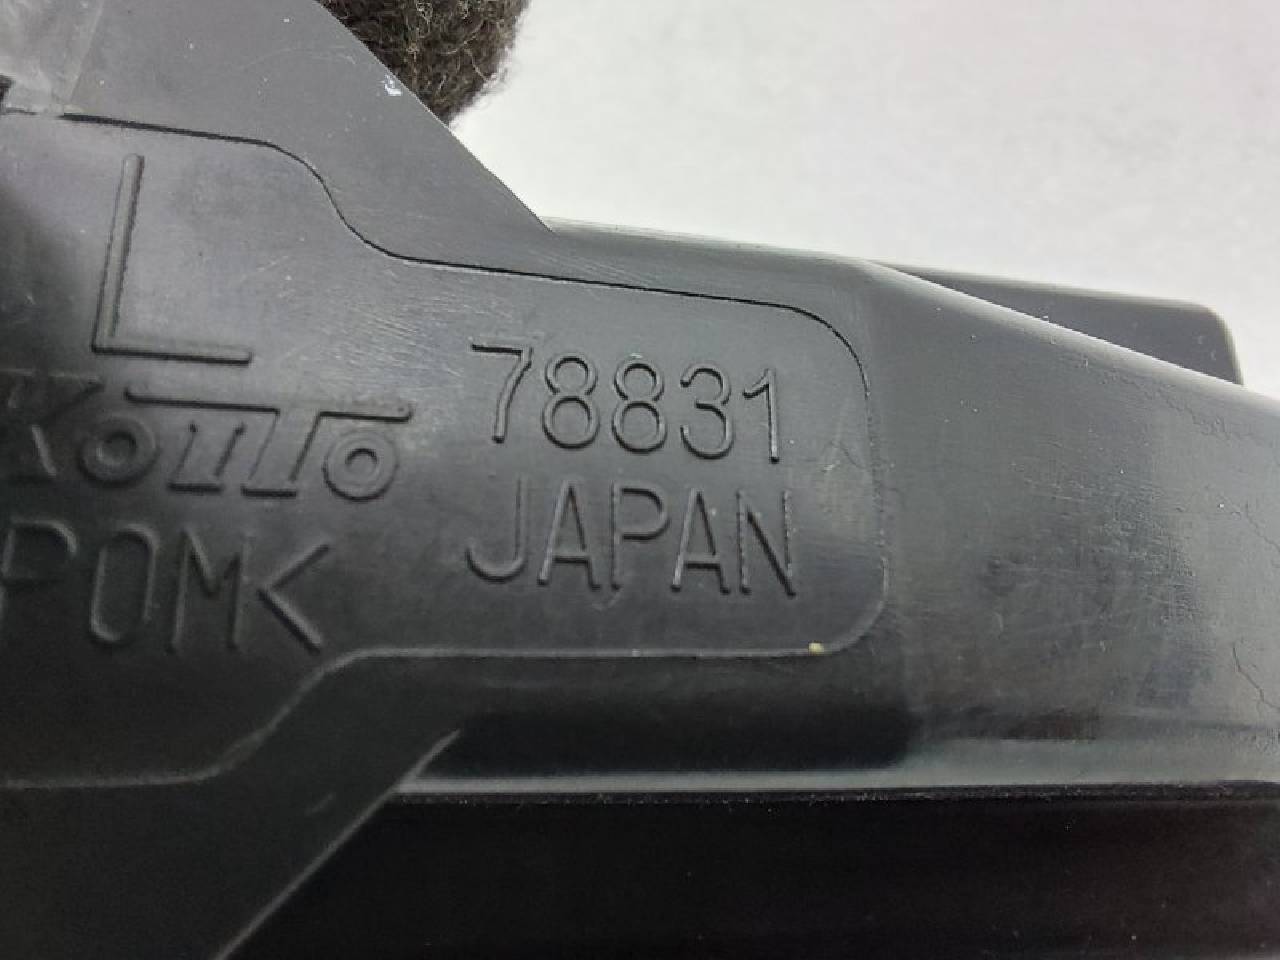 L
KOITO
78831
JAPAN
POM<